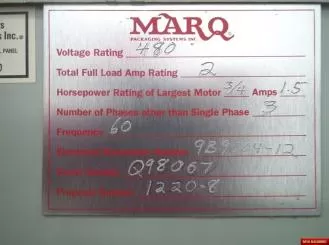 MARQ
PACKAGING SYSTEMS INC
Voltage Rating 480
Total Full Load Amp Rating 2
Horsepower Rating of Largest Motor 3/4 Amps 1.5
Number of Phases other than Single Phase 3
Frequency 60
Q98067
1220-8
PANEL